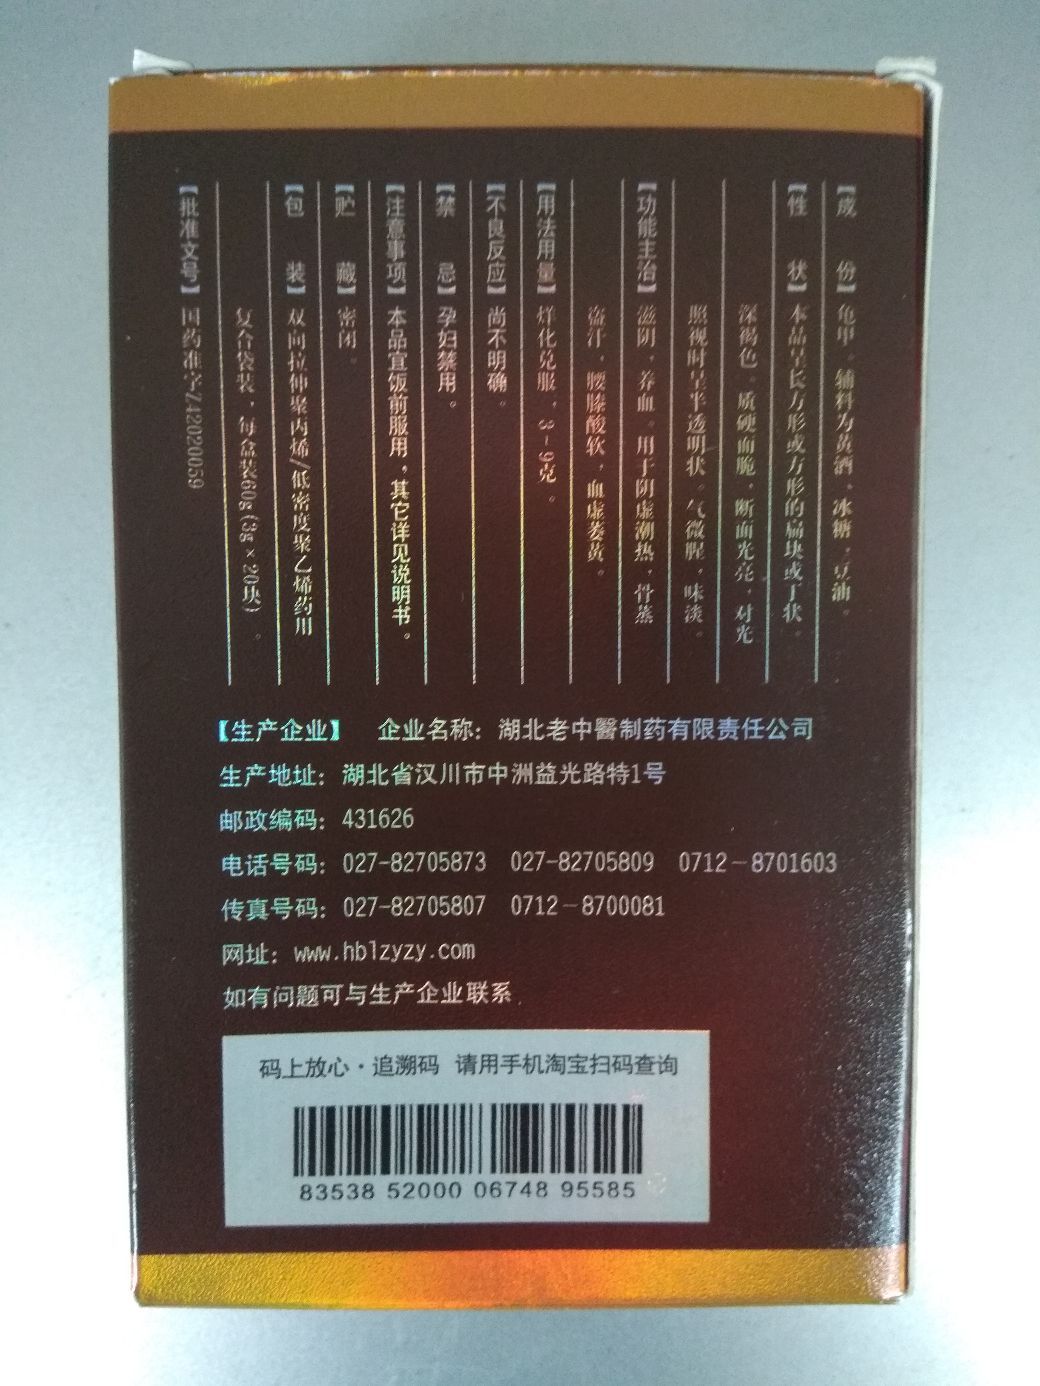 【成份】龟甲。辅料为黄酒、冰糖、豆油。
【性状】本品呈长方形或方形的扁块或丁状。
深褐色。质硬而脆，断面光亮，对光
照视时呈半透明状。气微腥，味淡。
【功能主治】滋阴，养血。用于阴虚潮热，骨蒸
盗汗，腰膝酸软，血虚萎黄。
【用法用量】烊化兑服，3~9克。
【不良反应】尚不明确。
【禁忌】孕妇禁用。
【注意事项】本品宜饭前服用，其它详见说明书。
【贮藏】密闭。
【包装】双向拉伸聚丙烯/低密度聚乙烯药用
复合袋装，每盒装60g(3g×20块)。
【批准文号】国药准字Z42020059
【生产企业】 企业名称：湖北老中醫制药有限责任公司
生产地址：湖北省汉川市中洲益光路特1号
邮政编码：431626
电话号码：027-82705873 027-82705809 0712-8701603
传真号码：027-82705807 0712-8700081
网址：www.hblzyzy.com
如有问题可与生产企业联系
码上放心·追溯码 请用手机淘宝扫码查询
83538 52000 06748 95585